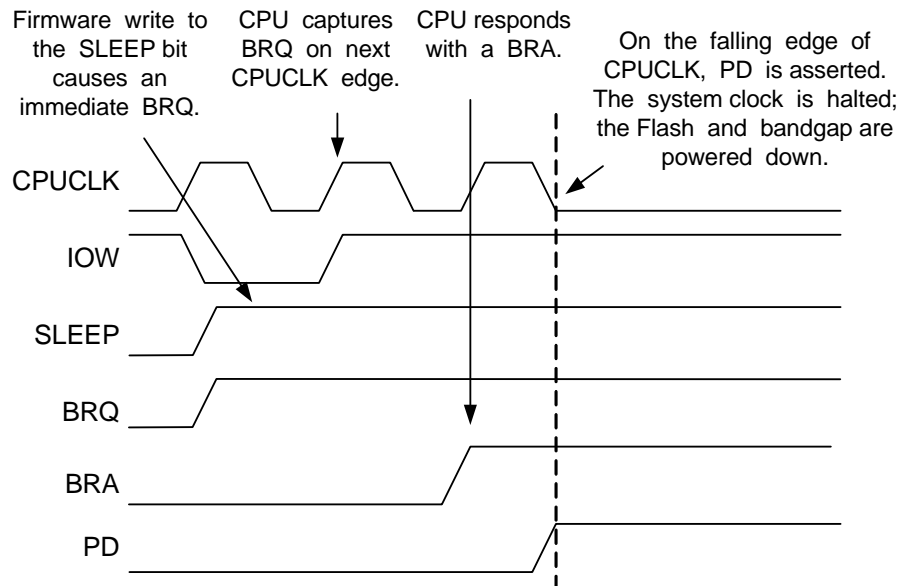 Firmware write to
the SLEEP bit
causes an
immediate BRQ.
CPU captures
BRQ on next
CPUCLK edge.
CPU responds
with a BRA.
On the falling edge of
CPUCLK, PD is asserted.
The system clock is halted;
the Flash and bandgap are
powered down.
CPUCLK
IOW
SLEEP
BRQ
BRA
PD